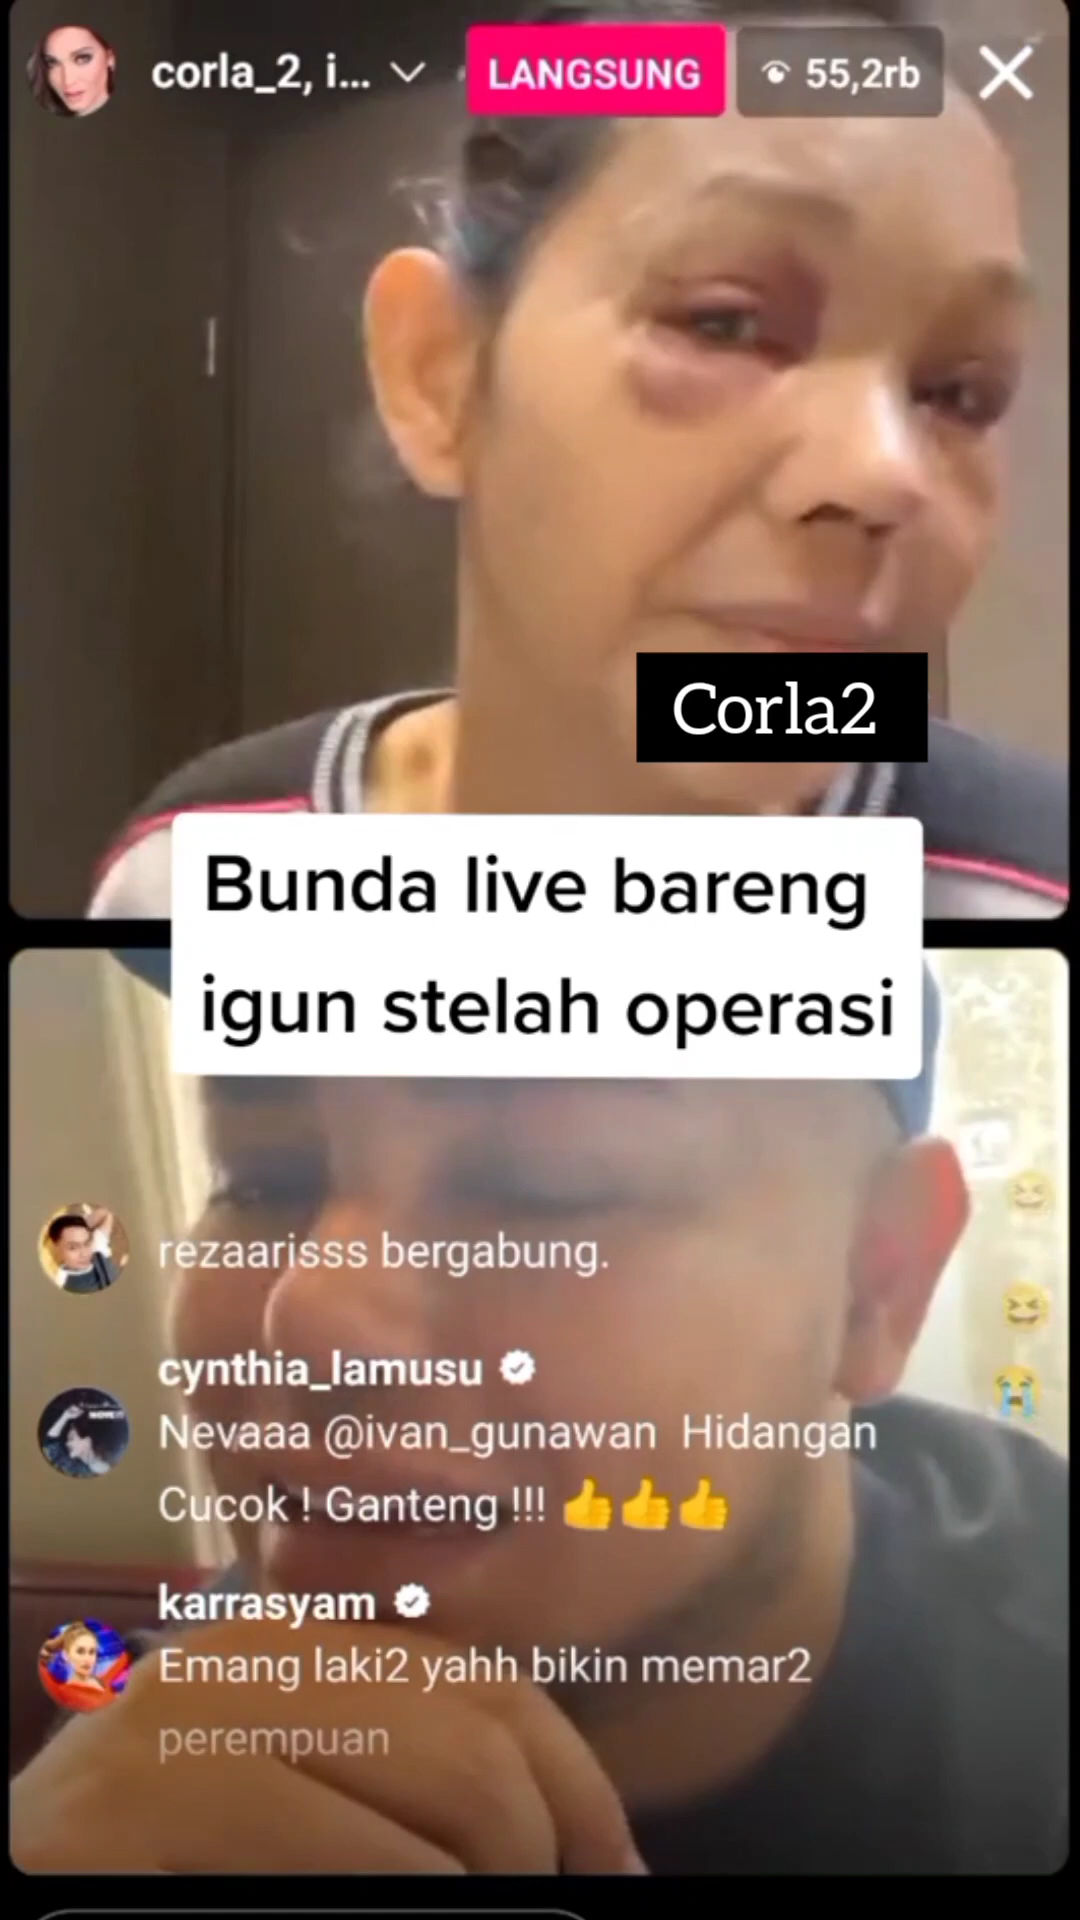 corla_2, i...
LANGSUNG
55,2rb
Corla2
Bunda live bareng
igun stelah operasi
rezaarisss bergabung.
cynthia_lamusu
Nevaaa @ivan_gunawan Hidangan
Cucok ! Ganteng !!! 👍👍👍
karrasyam
Emang laki2 yahh bikin memar2
perempuan